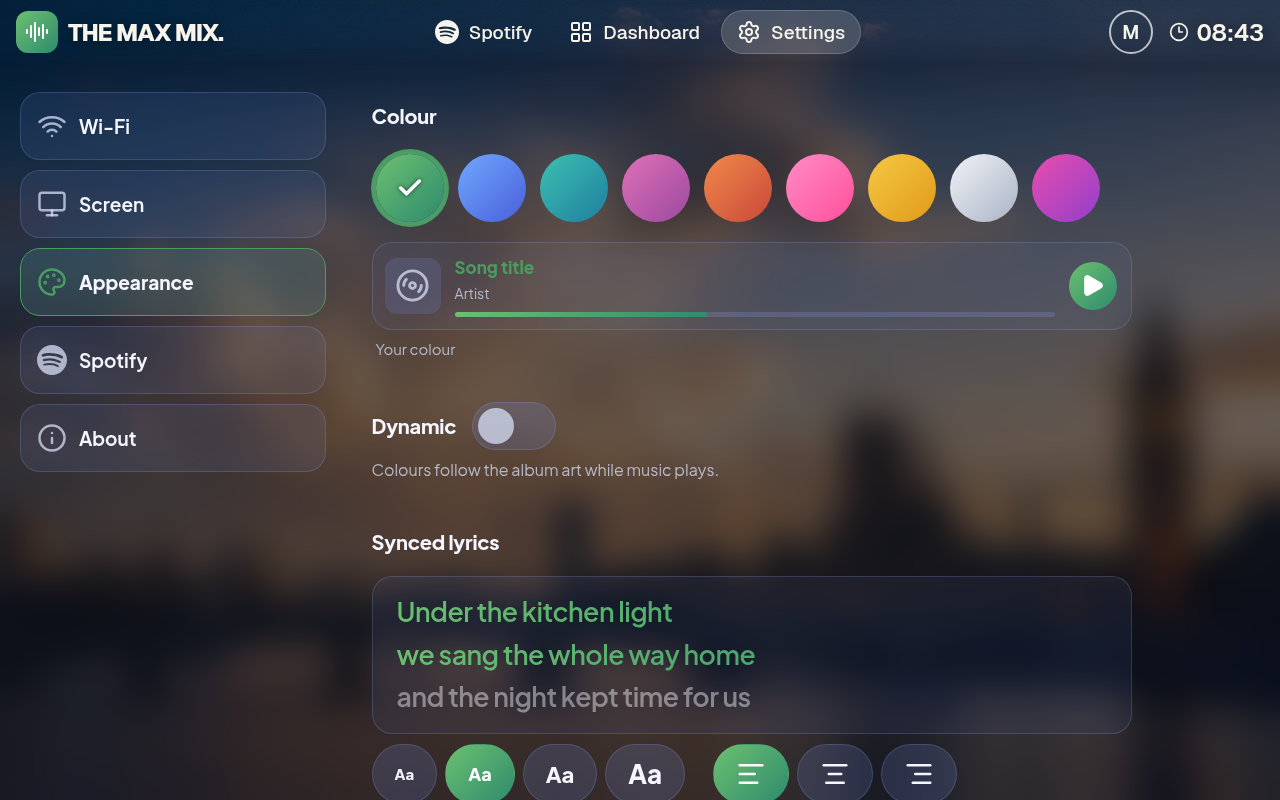 THE MAX MIX.
Spotify
Dashboard
Settings
M
08:43
Wi-Fi
Screen
Appearance
Spotify
About
Colour
Song title
Artist
Your colour
Dynamic
Colours follow the album art while music plays.
Synced lyrics
Under the kitchen light
we sang the whole way home
and the night kept time for us
Aa
Aa
Aa
Aa